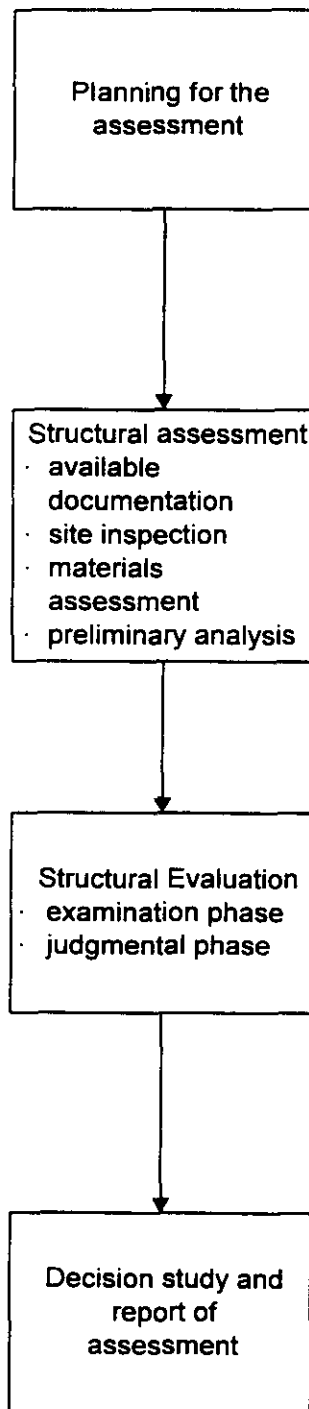 Planning for the
assessment
Structural assessment
· available
documentation
· site inspection
· materials
assessment
· preliminary analysis
Structural Evaluation
· examination phase
· judgmental phase
Decision study and
report of
assessment